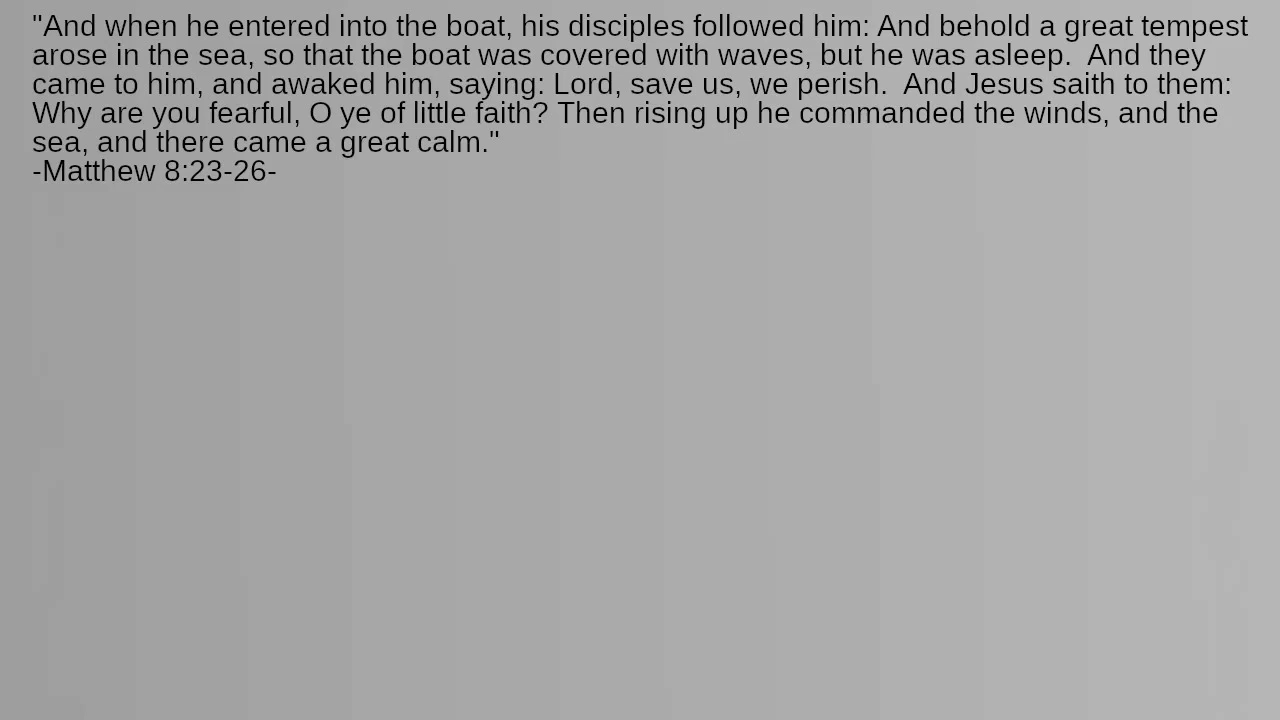 "And when he entered into the boat, his disciples followed him: And behold a great tempest
arose in the sea, so that the boat was covered with waves, but he was asleep.  And they
came to him, and awaked him, saying: Lord, save us, we perish.  And Jesus saith to them:
Why are you fearful, O ye of little faith? Then rising up he commanded the winds, and the
sea, and there came a great calm."
-Matthew 8:23-26-